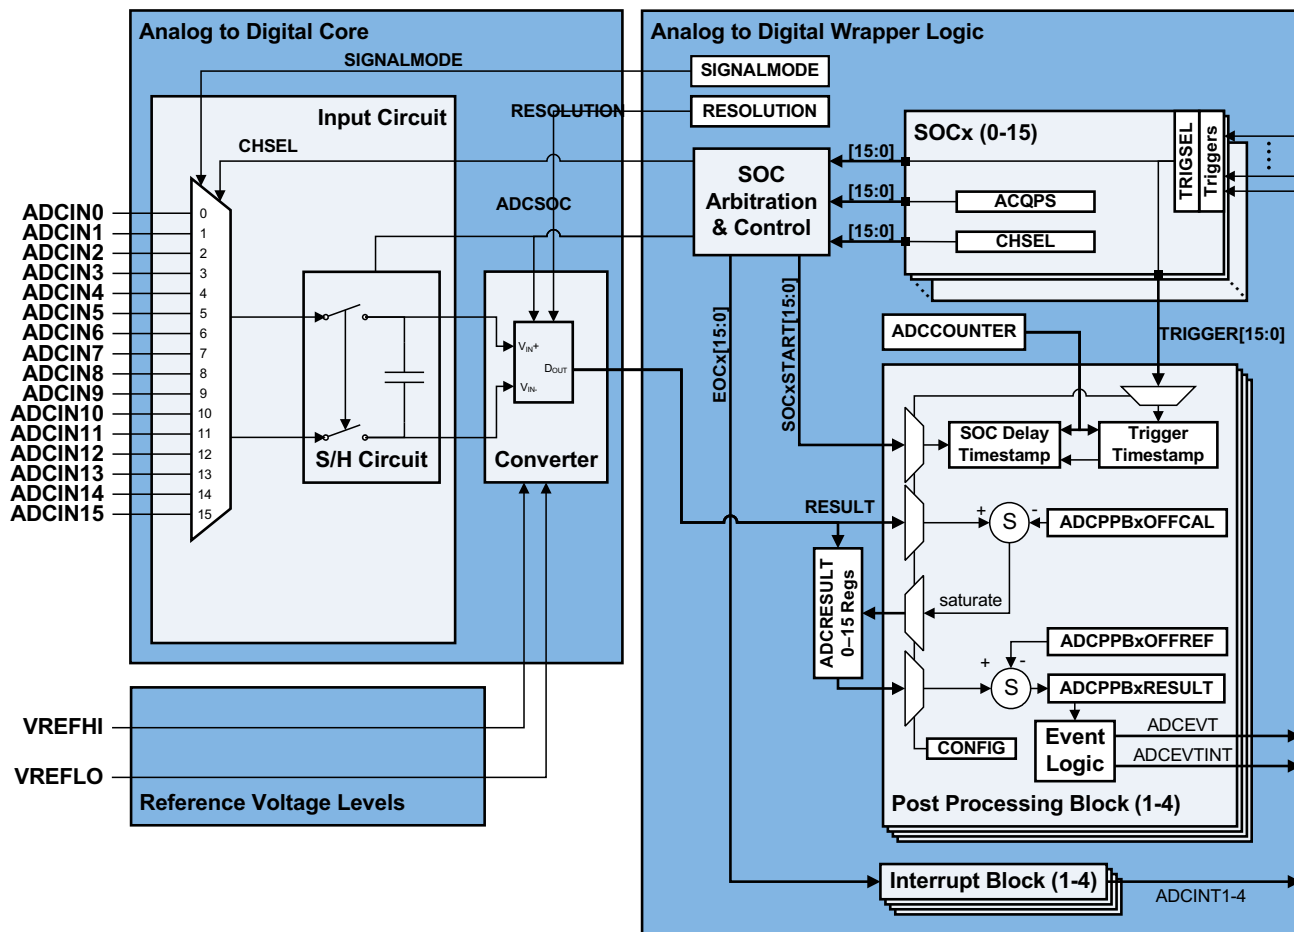 Analog to Digital Core
SIGNALMODE
RESOLUTION
Input Circuit
CHSEL
ADCSOC
ADCIN0
ADCIN1
ADCIN2
ADCIN3
ADCIN4
ADCIN5
ADCIN6
ADCIN7
ADCIN8
ADCIN9
ADCIN10
ADCIN11
ADCIN12
ADCIN13
ADCIN14
ADCIN15
0
1
2
3
4
5
6
7
8
9
10
11
12
13
14
15
S/H Circuit
VIN+
DOUT
VIN-
Converter
VREFHI
VREFLO
Reference Voltage Levels
Analog to Digital Wrapper Logic
SIGNALMODE
RESOLUTION
SOC
Arbitration
& Control
[15:0]
[15:0]
[15:0]
SOCx (0-15)
ACQPS
CHSEL
TRIGSEL
Triggers
EOCx[15:0]
SOCxSTART[15:0]
ADCCOUNTER
TRIGGER[15:0]
SOC Delay
Timestamp
Trigger
Timestamp
RESULT
+
S
-
ADCPPBxOFFCAL
saturate
ADCRESULT
0–15 Regs
ADCPPBxOFFREF
+
-
S
ADCPPBxRESULT
CONFIG
Event
Logic
ADCEVT
ADCEVTINT
Post Processing Block (1-4)
Interrupt Block (1-4)
ADCINT1-4